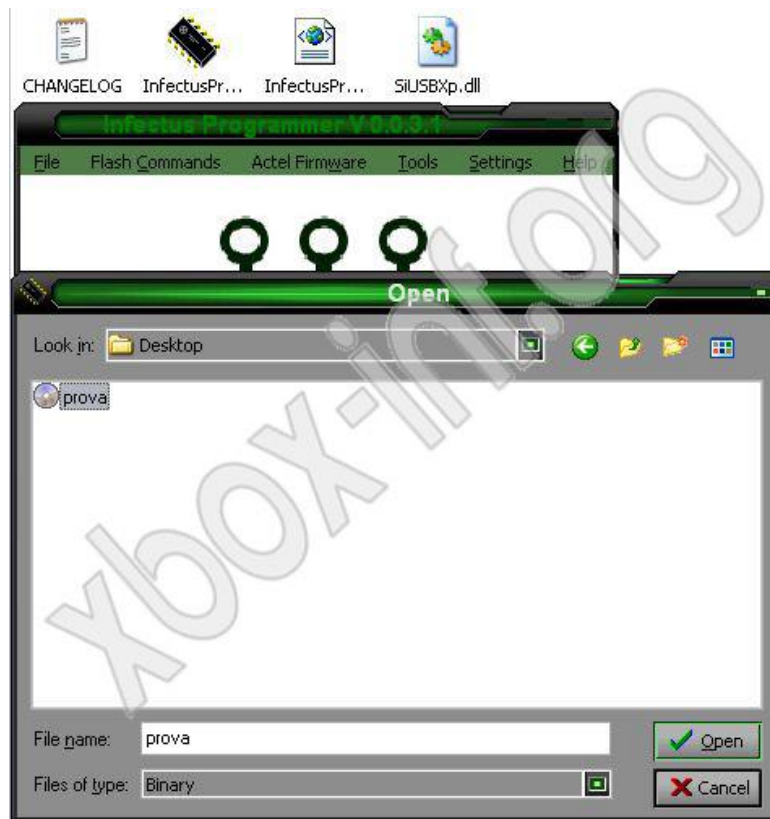 CHANGELOG InfectusPr... InfectusPr... SiUSBXp.dll
Infectus Programmer V 0.0.3.1
File Flash Commands Actel Firmware Tools Settings Help
Open
Look in: Desktop
prova
File name: prova
Open
Files of type: Binary
Cancel
xbox-inf.org